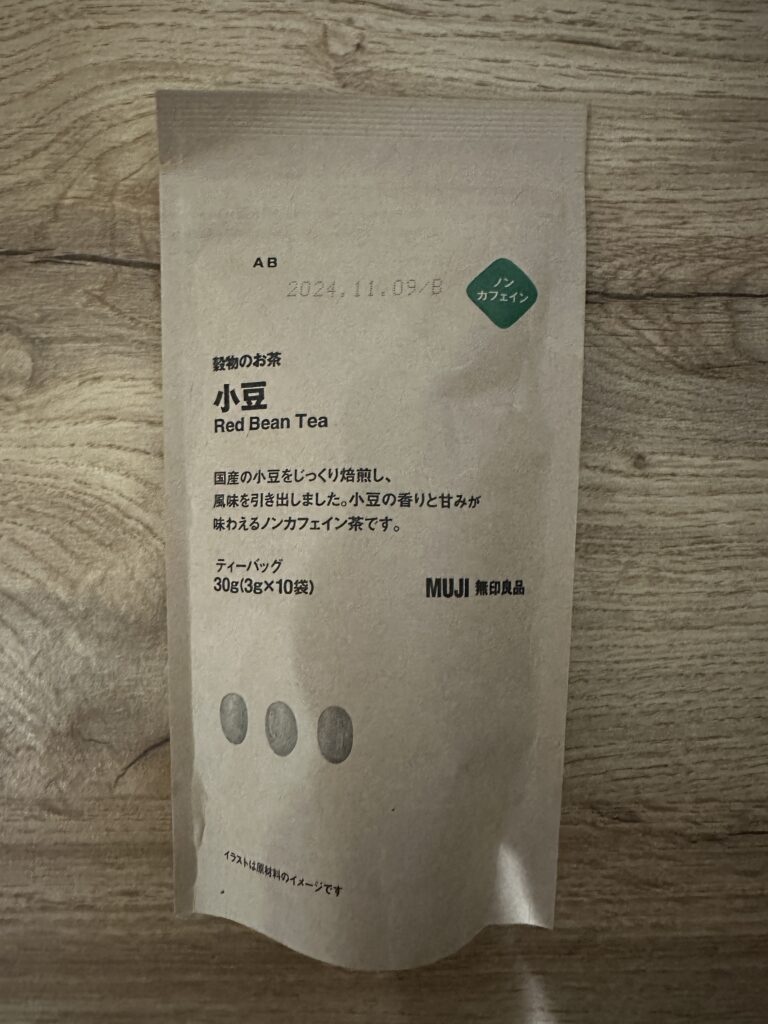 AB
2024.11.09/B
ノン
カフェイン
穀物のお茶
小豆
Red Bean Tea
国産の小豆をじっくり焙煎し、
風味を引き出しました。小豆の香りと甘みが
味わえるノンカフェイン茶です。
ティーバッグ
30g(3g×10袋)
MUJI 無印良品
イラストは原材料のイメージです